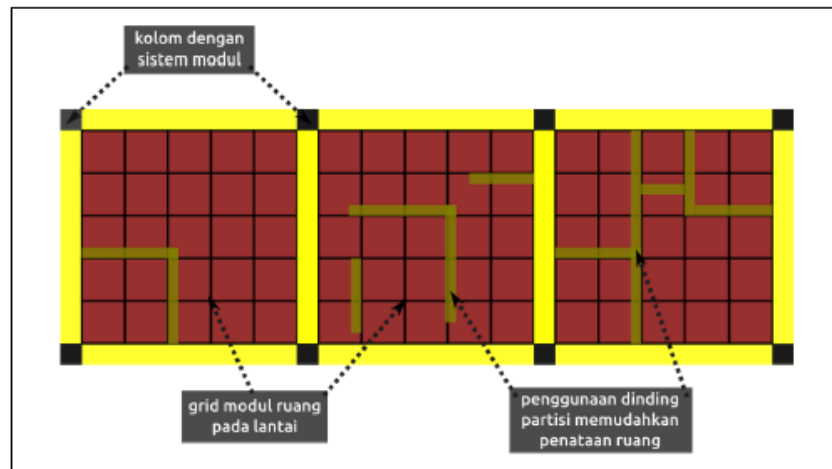 kolom dengan
sistem modul
grid modul ruang
pada lantai
penggunaan dinding
partisi memudahkan
penataan ruang